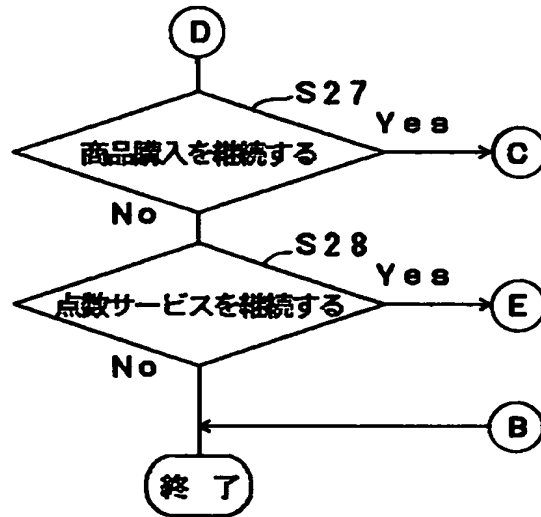 D
S27
Yes
商品購入を継続する
C
No
S28
Yes
点数サービスを継続する
E
No
B
終 了